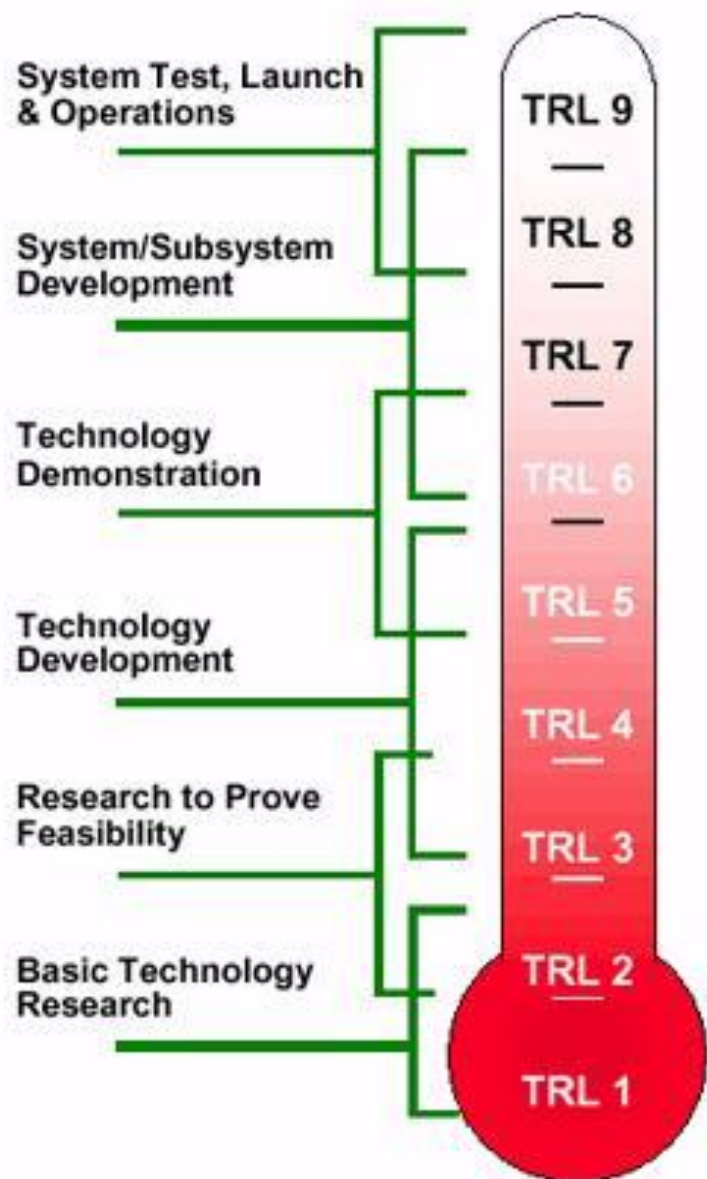 System Test, Launch
& Operations
System/Subsystem
Development
Technology
Demonstration
Technology
Development
Research to Prove
Feasibility
Basic Technology
Research
TRL 9
TRL 8
TRL 7
TRL 6
TRL 5
TRL 4
TRL 3
TRL 2
TRL 1